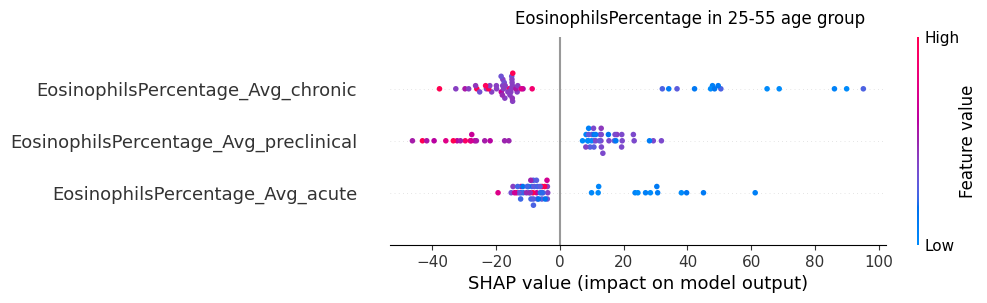 EosinophilsPercentage in 25-55 age group
High
EosinophilsPercentage_Avg_chronic
EosinophilsPercentage_Avg_preclinical
EosinophilsPercentage_Avg_acute
Feature value
Low
−40 −20 0 20 40 60 80 100
SHAP value (impact on model output)